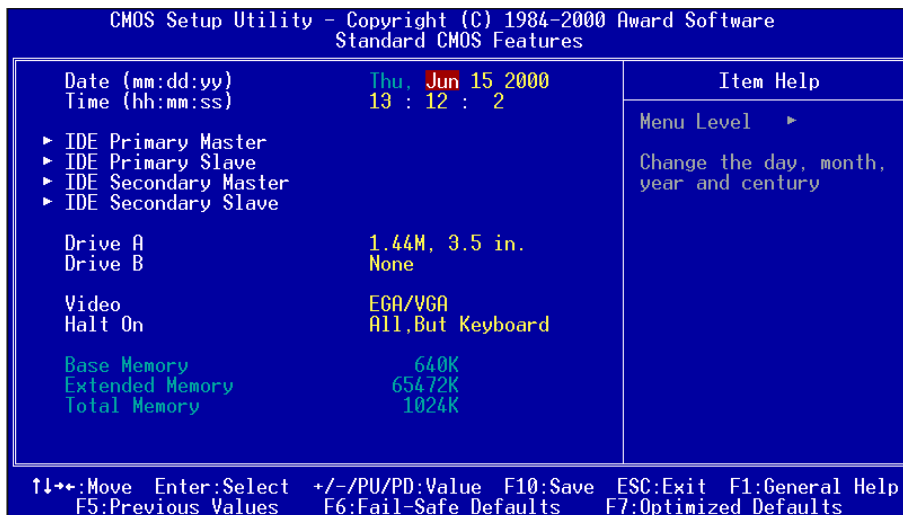 CMOS Setup Utility - Copyright (C) 1984-2000 Award Software
Standard CMOS Features
Date (mm:dd:yy) Thu, Jun 15 2000
Time (hh:mm:ss) 13 : 12 : 2
► IDE Primary Master
► IDE Primary Slave
► IDE Secondary Master
► IDE Secondary Slave
Drive A 1.44M, 3.5 in.
Drive B None
Video EGA/VGA
Halt On All,But Keyboard
Base Memory 640K
Extended Memory 65472K
Total Memory 1024K
Item Help
Menu Level ►
Change the day, month,
year and century
↑↓→←:Move Enter:Select +/-/PU/PD:Value F10:Save ESC:Exit F1:General Help
F5:Previous Values F6:Fail-Safe Defaults F7:Optimized Defaults